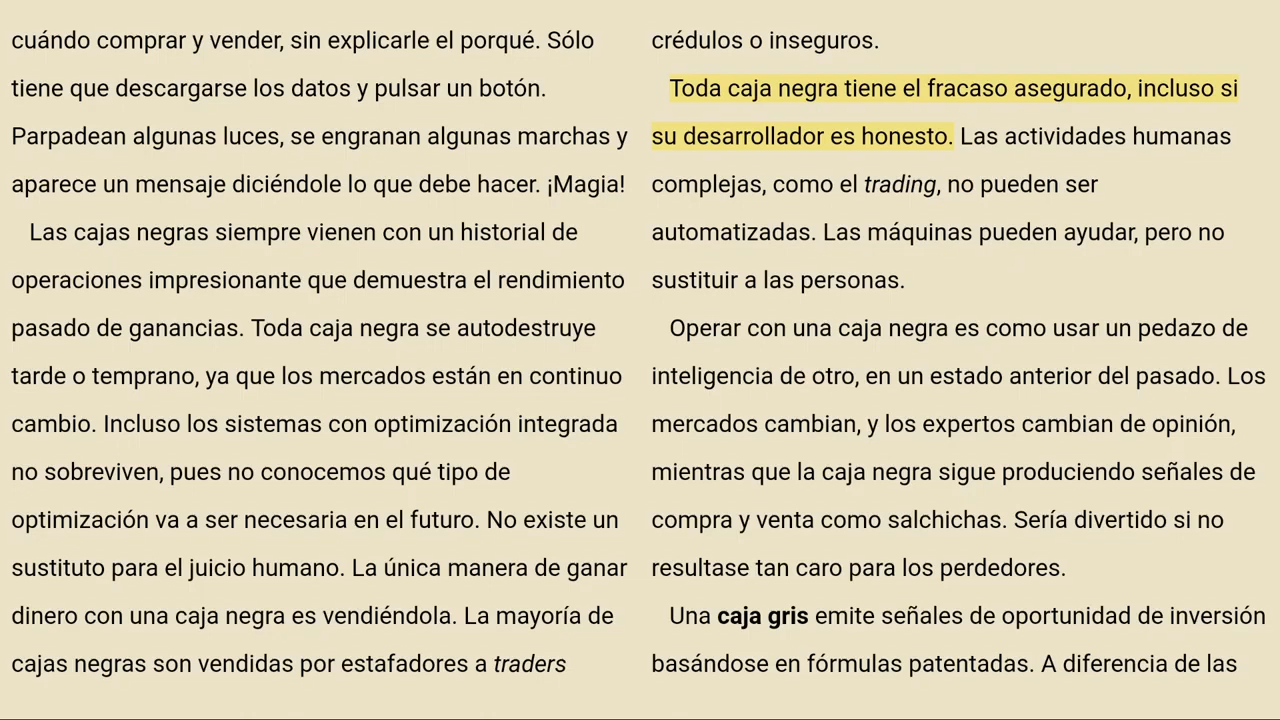 cuándo comprar y vender, sin explicarle el porqué. Sólo
tiene que descargarse los datos y pulsar un botón.
Parpadean algunas luces, se engranan algunas marchas y
aparece un mensaje diciéndole lo que debe hacer. ¡Magia!
Las cajas negras siempre vienen con un historial de
operaciones impresionante que demuestra el rendimiento
pasado de ganancias. Toda caja negra se autodestruye
tarde o temprano, ya que los mercados están en continuo
cambio. Incluso los sistemas con optimización integrada
no sobreviven, pues no conocemos qué tipo de
optimización va a ser necesaria en el futuro. No existe un
sustituto para el juicio humano. La única manera de ganar
dinero con una caja negra es vendiéndola. La mayoría de
cajas negras son vendidas por estafadores a traders
crédulos o inseguros.
Toda caja negra tiene el fracaso asegurado, incluso si
su desarrollador es honesto. Las actividades humanas
complejas, como el trading, no pueden ser
automatizadas. Las máquinas pueden ayudar, pero no
sustituir a las personas.
Operar con una caja negra es como usar un pedazo de
inteligencia de otro, en un estado anterior del pasado. Los
mercados cambian, y los expertos cambian de opinión,
mientras que la caja negra sigue produciendo señales de
compra y venta como salchichas. Sería divertido si no
resultase tan caro para los perdedores.
Una caja gris emite señales de oportunidad de inversión
basándose en fórmulas patentadas. A diferencia de las